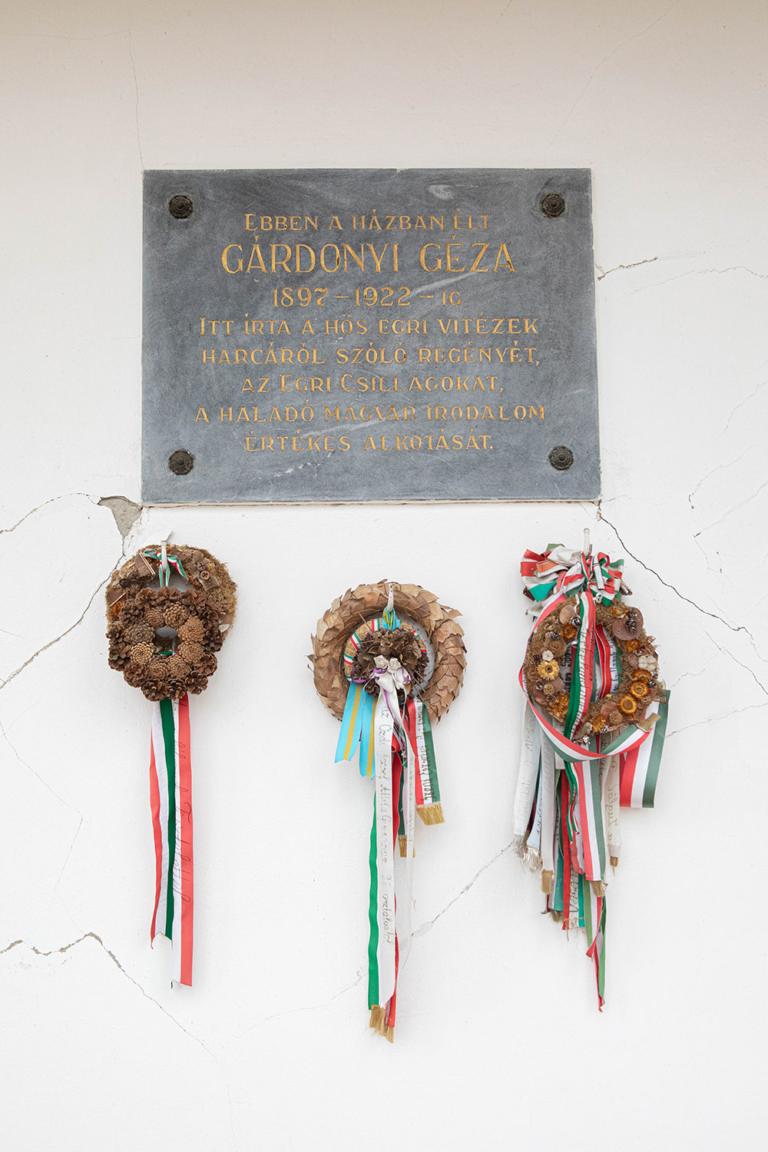 EBBEN A HÁZBAN ÉLT
GÁRDONYI GÉZA
1897-1922-IG
ITT ÍRTA A HŐS EGRI VITÉZEK
HARCÁRÓL SZÓLÓ REGÉNYÉT,
AZ EGRI CSILLAGOKAT,
A HALADÓ MAGYAR IRODALOM
ÉRTÉKES ALKOTÁSÁT.